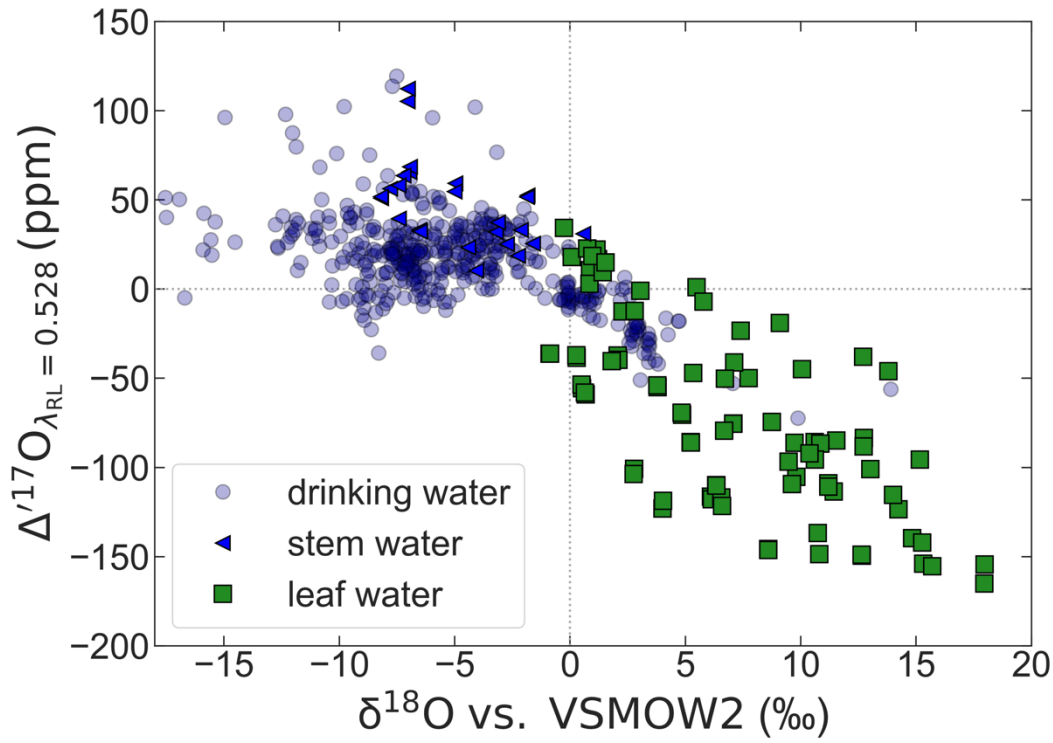 150
100
50
0
−50
−100
−150
−200
Δ′¹⁷O_λRL = 0.528 (ppm)
drinking water
stem water
leaf water
−15 −10 −5 0 5 10 15 20
δ¹⁸O vs. VSMOW2 (‰)